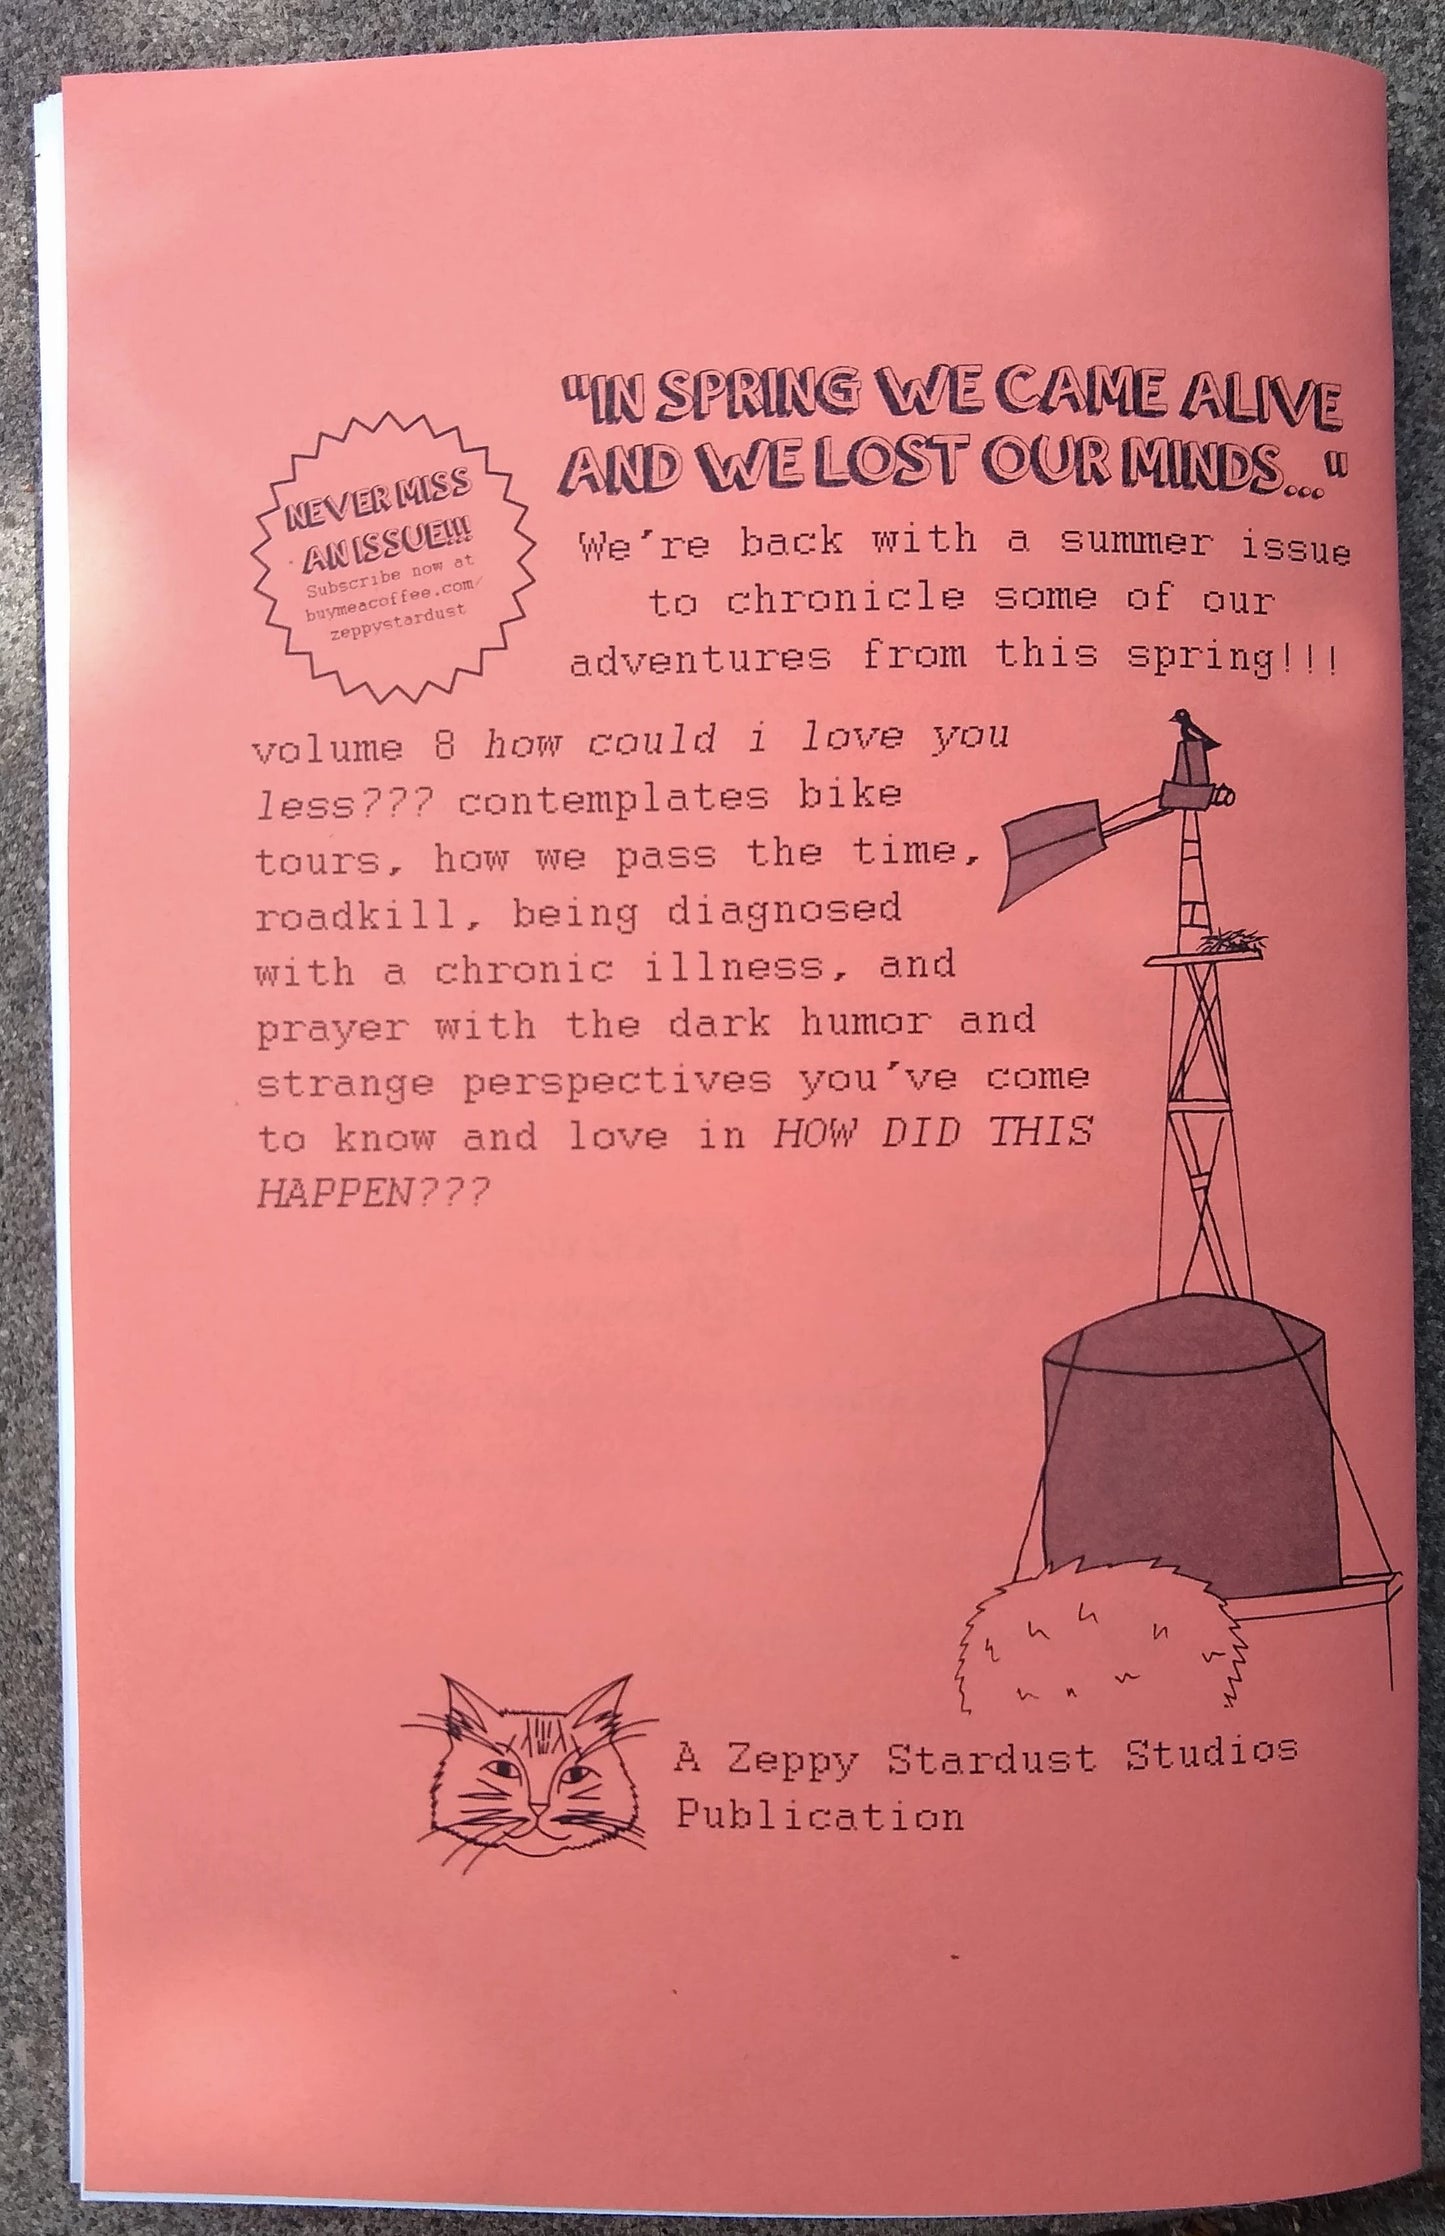 "IN SPRING WE CAME ALIVE
AND WE LOST OUR MINDS..."
NEVER MISS
AN ISSUE!!!
Subscribe now at
buymeacoffee.com/
zeppystardust
We're back with a summer issue
to chronicle some of our
adventures from this spring!!!
volume 8 how could i love you
less??? contemplates bike
tours, how we pass the time,
roadkill, being diagnosed
with a chronic illness, and
prayer with the dark humor and
strange perspectives you've come
to know and love in HOW DID THIS
HAPPEN???
A Zeppy Stardust Studios
Publication